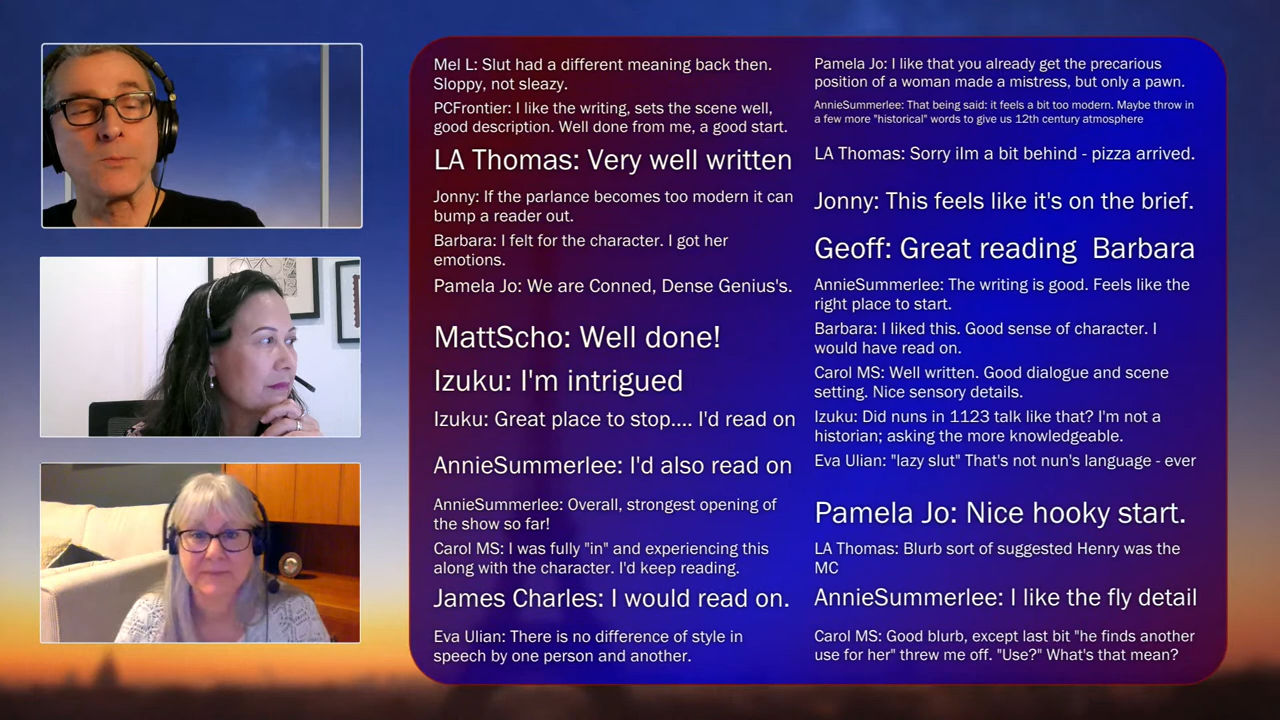 Mel L: Slut had a different meaning back then.
Sloppy, not sleazy.
PCFrontier: I like the writing, sets the scene well,
good description. Well done from me, a good start.
LA Thomas: Very well written
Jonny: If the parlance becomes too modern it can
bump a reader out.
Barbara: I felt for the character. I got her
emotions.
Pamela Jo: We are Conned, Dense Genius's.
MattScho: Well done!
Izuku: I'm intrigued
Izuku: Great place to stop.... I'd read on
AnnieSummerlee: I'd also read on
AnnieSummerlee: Overall, strongest opening of
the show so far!
Carol MS: I was fully "in" and experiencing this
along with the character. I'd keep reading.
James Charles: I would read on.
Eva Ulian: There is no difference of style in
speech by one person and another.
Pamela Jo: I like that you already get the precarious
position of a woman made a mistress, but only a pawn.
AnnieSummerlee: That being said: it feels a bit too modern. Maybe throw in
a few more "historical" words to give us 12th century atmosphere
LA Thomas: Sorry iIm a bit behind - pizza arrived.
Jonny: This feels like it's on the brief.
Geoff: Great reading  Barbara
AnnieSummerlee: The writing is good. Feels like the
right place to start.
Barbara: I liked this. Good sense of character. I
would have read on.
Carol MS: Well written. Good dialogue and scene
setting. Nice sensory details.
Izuku: Did nuns in 1123 talk like that? I'm not a
historian; asking the more knowledgeable.
Eva Ulian: "lazy slut" That's not nun's language - ever
Pamela Jo: Nice hooky start.
LA Thomas: Blurb sort of suggested Henry was the
MC
AnnieSummerlee: I like the fly detail
Carol MS: Good blurb, except last bit "he finds another
use for her" threw me off. "Use?" What's that mean?